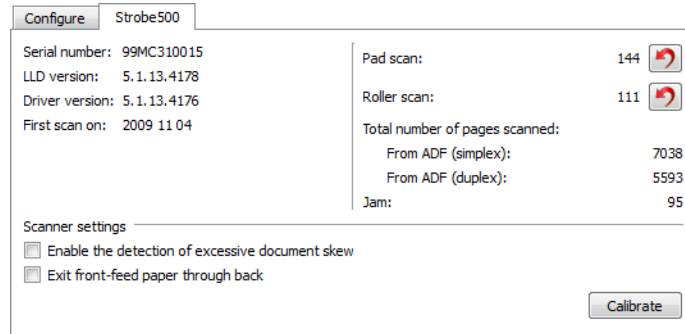 Configure
Strobe500
Serial number: 99MC310015
LLD version: 5.1.13.4178
Driver version: 5.1.13.4176
First scan on: 2009 11 04
Pad scan: 144
Roller scan: 111
Total number of pages scanned:
From ADF (simplex): 7038
From ADF (duplex): 5593
Jam: 95
Scanner settings
Enable the detection of excessive document skew
Exit front-feed paper through back
Calibrate